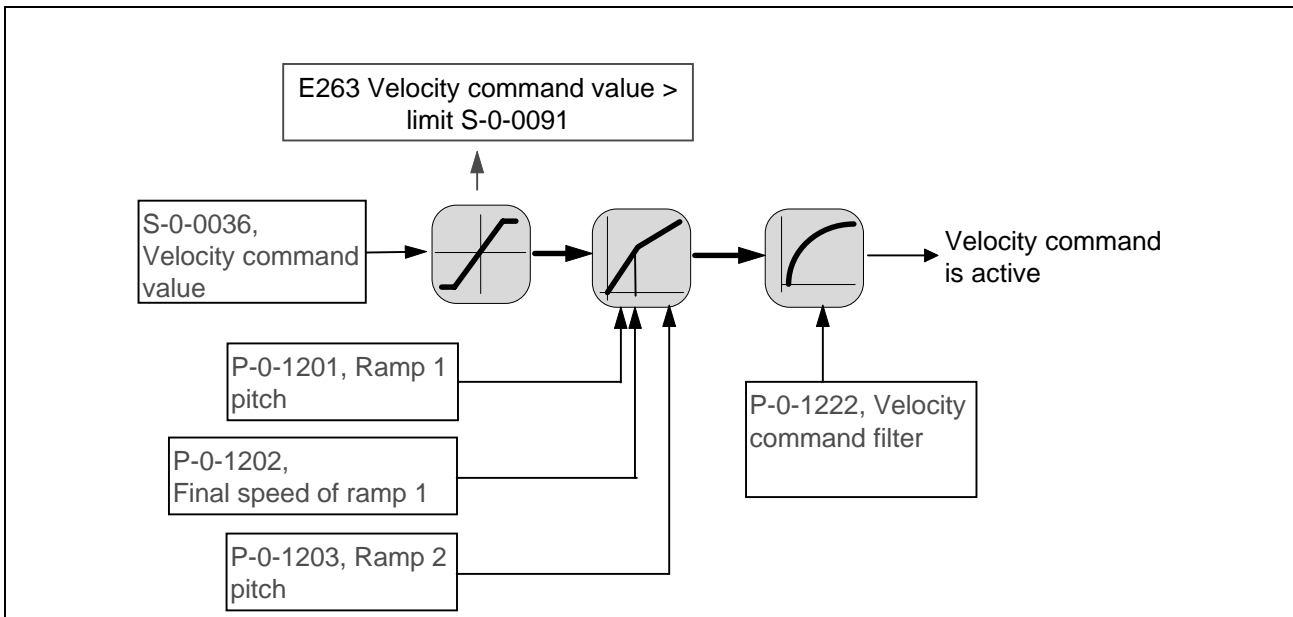 E263 Velocity command value >
limit S-0-0091
S-0-0036,
Velocity command
value
Velocity command
is active
P-0-1201, Ramp 1
pitch
P-0-1222, Velocity
command filter
P-0-1202,
Final speed of ramp 1
P-0-1203, Ramp 2
pitch